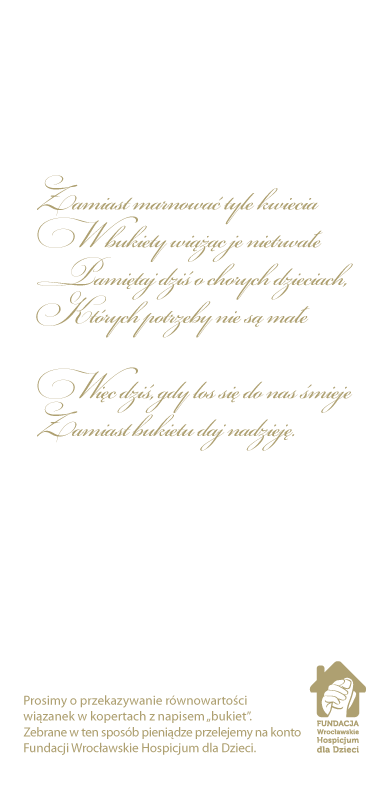 Zamiast marnować tyle kwiecia
W bukiety wiążąc je nietrwałe
Pamiętaj dziś o chorych dzieciach,
Których potrzeby nie są małe
Więc dziś, gdy los się do nas śmieje
Zamiast bukietu daj nadzieję.
Prosimy o przekazywanie równowartości
wiązanek w kopertach z napisem „bukiet”.
Zebrane w ten sposób pieniądze przelejemy na konto
Fundacji Wrocławskie Hospicjum dla Dzieci.
FUNDACJA
Wrocławskie
Hospicjum
dla Dzieci